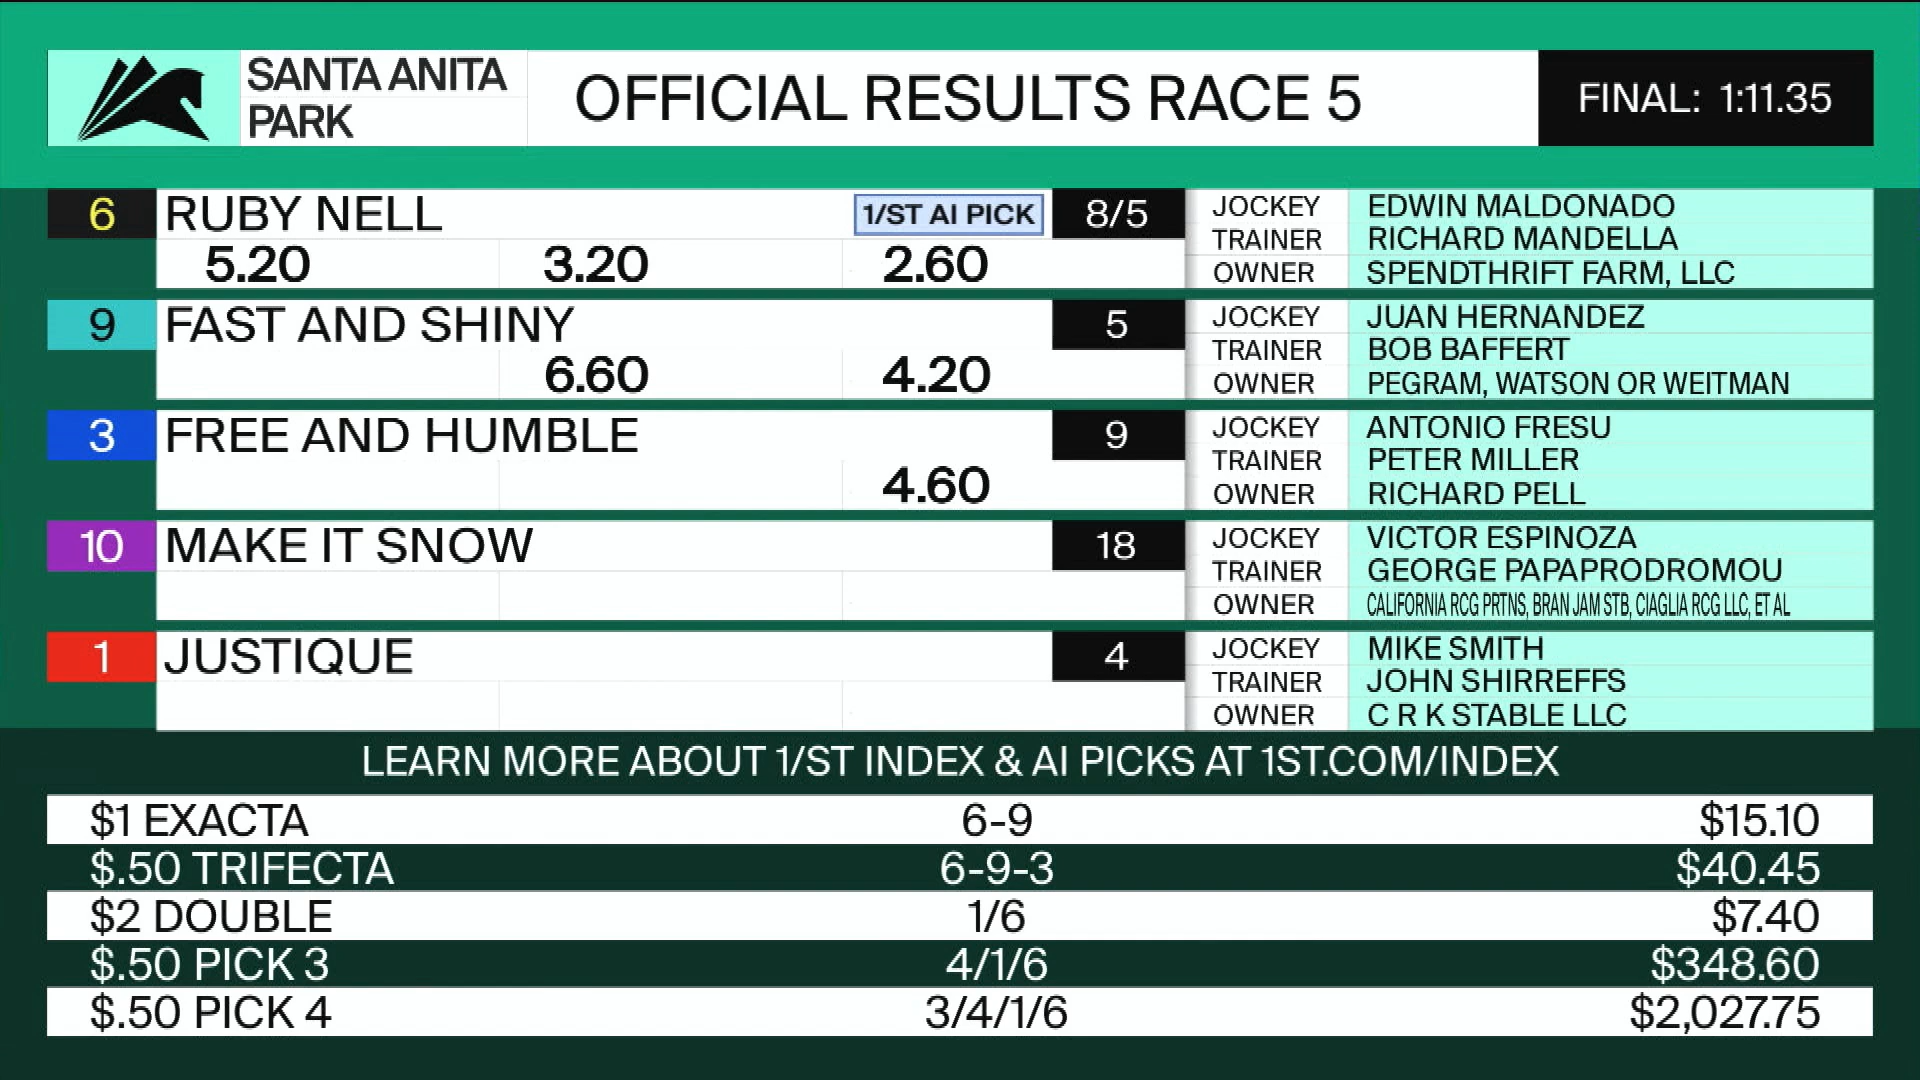 SANTA ANITA
PARK
OFFICIAL RESULTS RACE 5
FINAL: 1:11.35
6 RUBY NELL 1/ST AI PICK 8/5
5.20 3.20 2.60
JOCKEY EDWIN MALDONADO
TRAINER RICHARD MANDELLA
OWNER SPENDTHRIFT FARM, LLC
9 FAST AND SHINY 5
6.60 4.20
JOCKEY JUAN HERNANDEZ
TRAINER BOB BAFFERT
OWNER PEGRAM, WATSON OR WEITMAN
3 FREE AND HUMBLE 9
4.60
JOCKEY ANTONIO FRESU
TRAINER PETER MILLER
OWNER RICHARD PELL
10 MAKE IT SNOW 18
JOCKEY VICTOR ESPINOZA
TRAINER GEORGE PAPAPRODROMOU
OWNER CALIFORNIA RCG PRTNS, BRAN JAM STB, CIAGLIA RCG LLC, ET AL
1 JUSTIQUE 4
JOCKEY MIKE SMITH
TRAINER JOHN SHIRREFFS
OWNER C R K STABLE LLC
LEARN MORE ABOUT 1/ST INDEX & AI PICKS AT 1ST.COM/INDEX
$1 EXACTA 6-9 $15.10
$.50 TRIFECTA 6-9-3 $40.45
$2 DOUBLE 1/6 $7.40
$.50 PICK 3 4/1/6 $348.60
$.50 PICK 4 3/4/1/6 $2,027.75